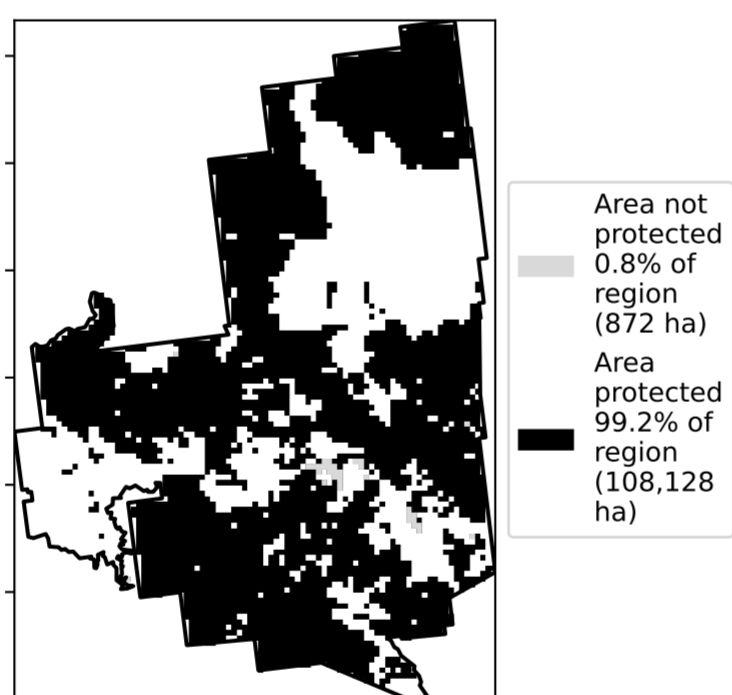 Area not
protected
0.8% of
region
(872 ha)
Area
protected
99.2% of
region
(108,128
ha)